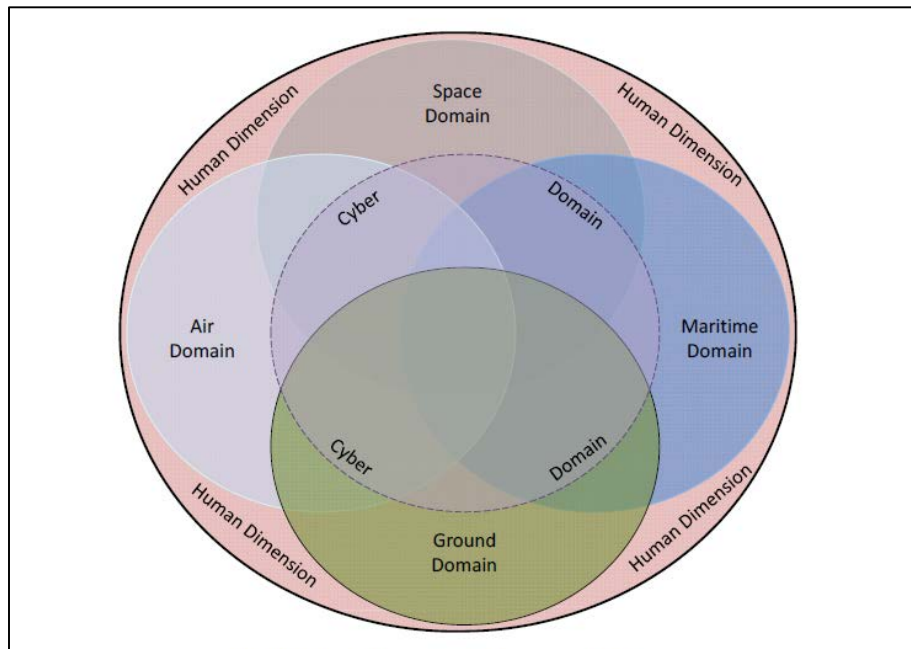 Human Dimension
Space
Domain
Human Dimension
Cyber
Domain
Air
Domain
Maritime
Domain
Cyber
Domain
Human Dimension
Ground
Domain
Human Dimension